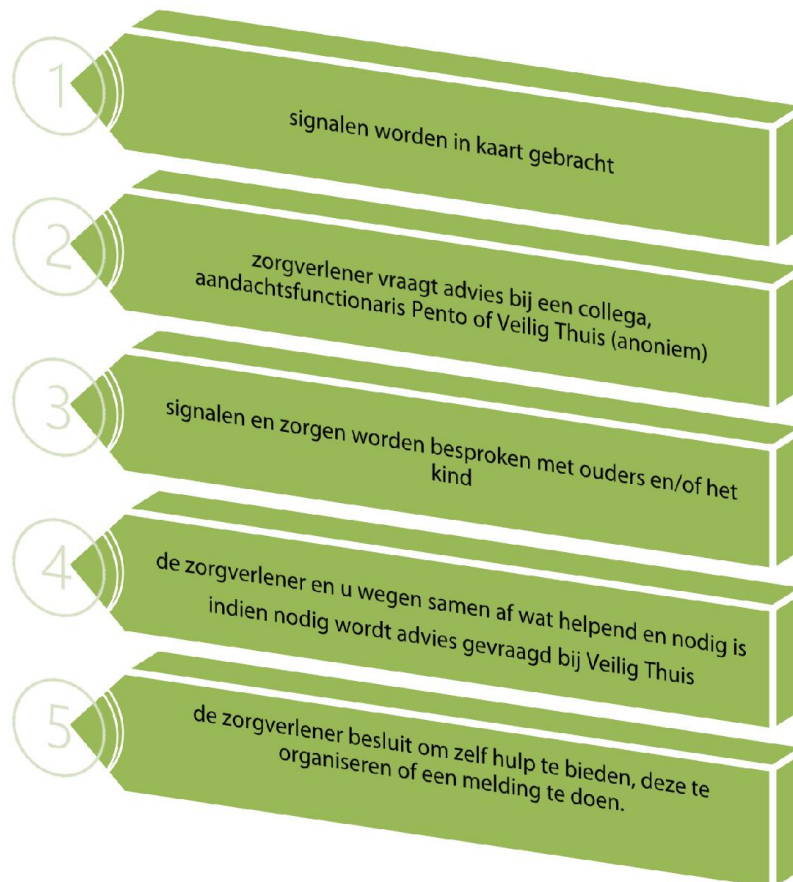 1
signalen worden in kaart gebracht
2
zorgverlener vraagt advies bij een collega,
aandachtsfunctionaris Pento of Veilig Thuis (anoniem)
3
signalen en zorgen worden besproken met ouders en/of het
kind
4
de zorgverlener en u wegen samen af wat helpend en nodig is
indien nodig wordt advies gevraagd bij Veilig Thuis
5
de zorgverlener besluit om zelf hulp te bieden, deze te
organiseren of een melding te doen.